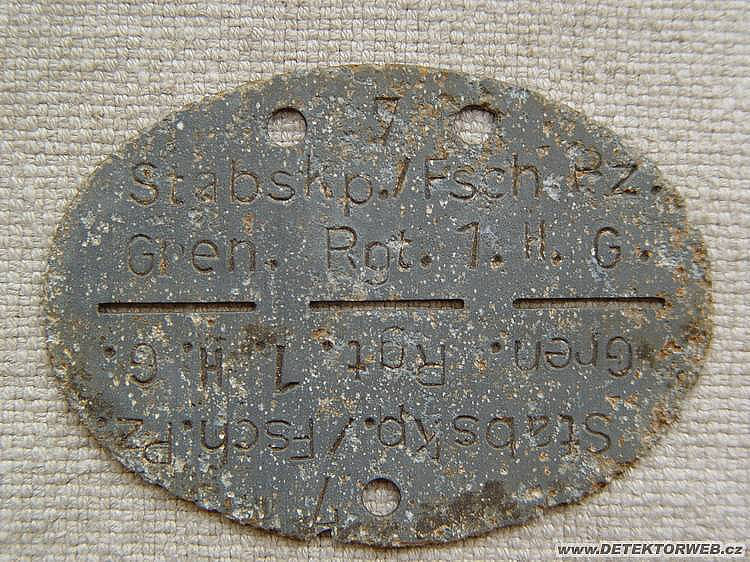 7
Stabskp./Fsch.Pz.
Gren. Rgt. 1. H. G.
Gren. Rgt. 1. H. G.
Stabskp./Fsch.Pz.
7
www.DETEKTORWEB.cz